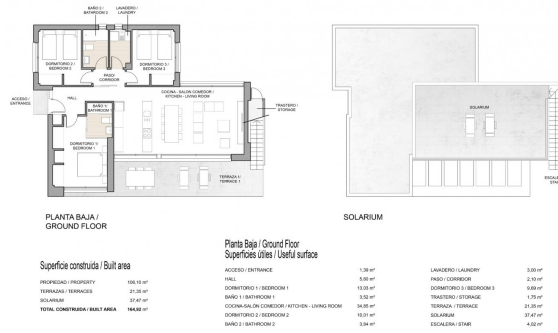 BAÑO 2 /
BATHROOM 2
LAVADERO /
LAUNDRY
DORMITORIO 2 /
BEDROOM 2
DORMITORIO 3 /
BEDROOM 3
PASO/
CORRIDOR
ACCESO /
ENTRANCE
HALL
COCINA - SALÓN COMEDOR /
KITCHEN - LIVING ROOM
BAÑO 1/
BATHROOM 1
TRASTERO /
STORAGE
DORMITORIO 1/
BEDROOM 1
TERRAZA 1/
TERRACE 1
SOLARIUM
ESCALE
STAIR
PLANTA BAJA /
GROUND FLOOR
SOLARIUM
Superficie construida / Built area
PROPIEDAD / PROPERTY 106,10 m²
TERRAZAS / TERRACES 21,35 m²
SOLARIUM 37,47 m²
TOTAL CONSTRUIDA / BUILT AREA 164,92 m²
Planta Baja / Ground Floor
Superficies útiles / Useful surface
ACCESO / ENTRANCE 1,39 m²
HALL 5,60 m²
DORMITORIO 1 / BEDROOM 1 13,03 m²
BAÑO 1 / BATHROOM 1 3,52 m²
COCINA-SALÓN COMEDOR / KITCHEN - LIVING ROOM 34,85 m²
DORMITORIO 2 / BEDROOM 2 10,01 m²
BAÑO 2 / BATHROOM 2 3,94 m²
LAVADERO / LAUNDRY 3,00 m²
PASO / CORRIDOR 2,10 m²
DORMITORIO 3 / BEDROOM 3 9,69 m²
TRASTERO / STORAGE 1,75 m²
TERRAZA / TERRACE 21,35 m²
SOLARIUM 37,47 m²
ESCALERA / STAIR 4,02 m²